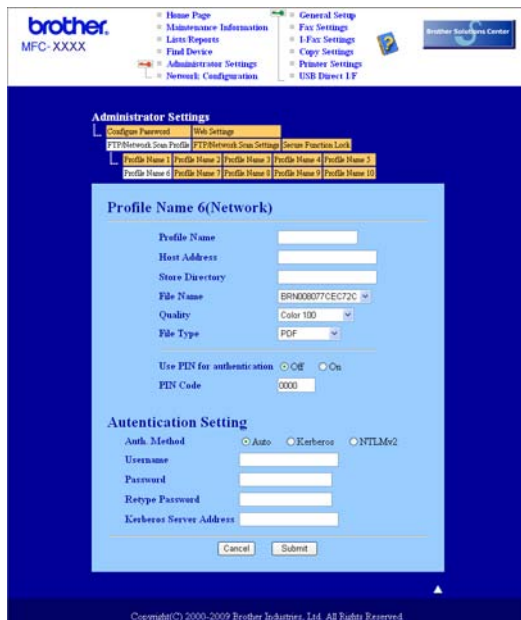 brother.
MFC-XXXX
Home Page
Maintenance Information
Lists/Reports
Find Device
Administrator Settings
Network Configuration
General Setup
Fax Settings
I-Fax Settings
Copy Settings
Printer Settings
USB Direct I/F
Brother Solutions Center
Administrator Settings
Configure Password Web Settings
FTP/Network Scan Profile FTP/Network Scan Settings Secure Function Lock
Profile Name 1 Profile Name 2 Profile Name 3 Profile Name 4 Profile Name 5
Profile Name 6 Profile Name 7 Profile Name 8 Profile Name 9 Profile Name 10
Profile Name 6(Network)
Profile Name
Host Address
Store Directory
File Name BRN008077CEC72C
Quality Color 100
File Type PDF
Use PIN for authentication Off On
PIN Code 0000
Autentication Setting
Auth. Method Auto Kerberos NTLMv2
Username
Password
Retype Password
Kerberos Server Address
Cancel Submit
Copyright(C) 2000-2009 Brother Industries, Ltd. All Rights Reserved.